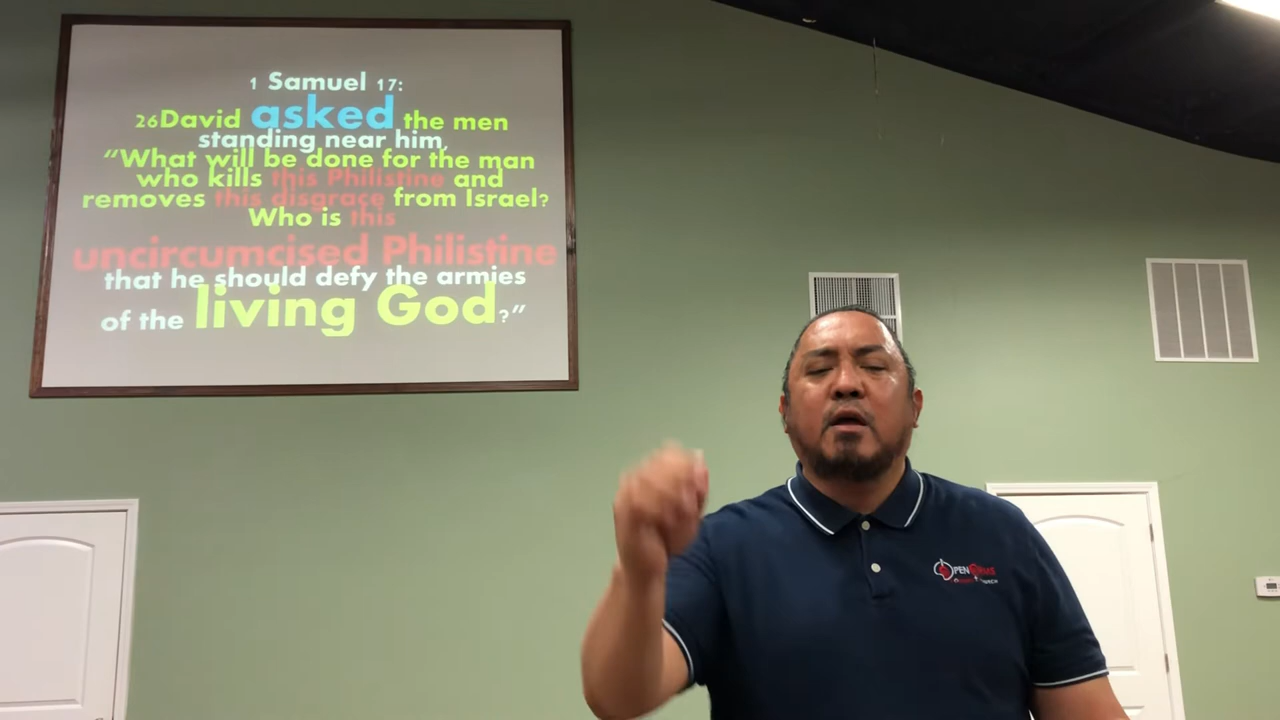 1 Samuel 17:
26David asked the men
standing near him,
“What will be done for the man
who kills this Philistine and
removes this disgrace from Israel?
Who is this
uncircumcised Philistine
that he should defy the armies
of the living God?”